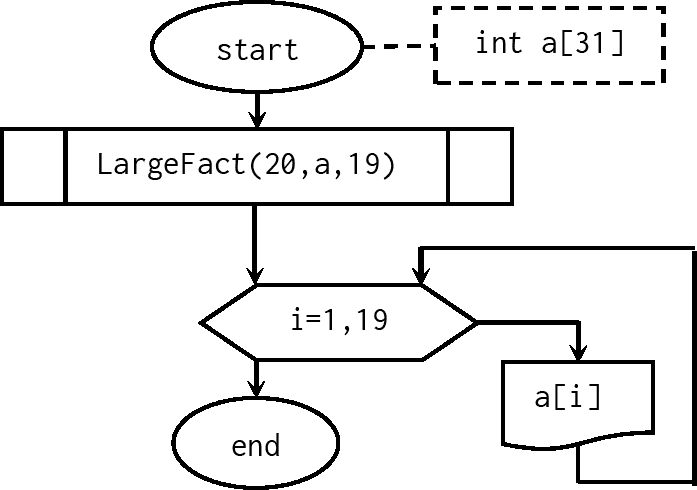 start
int a[31]
LargeFact(20,a,19)
i=1,19
a[i]
end